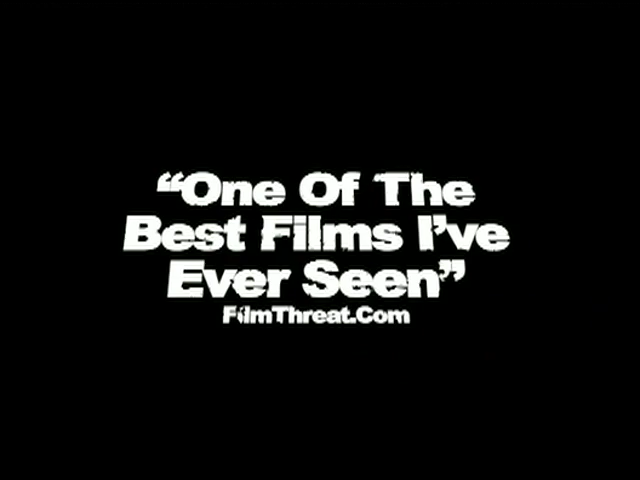 “One Of The
Best Films I’ve
Ever Seen”
FilmThreat.Com